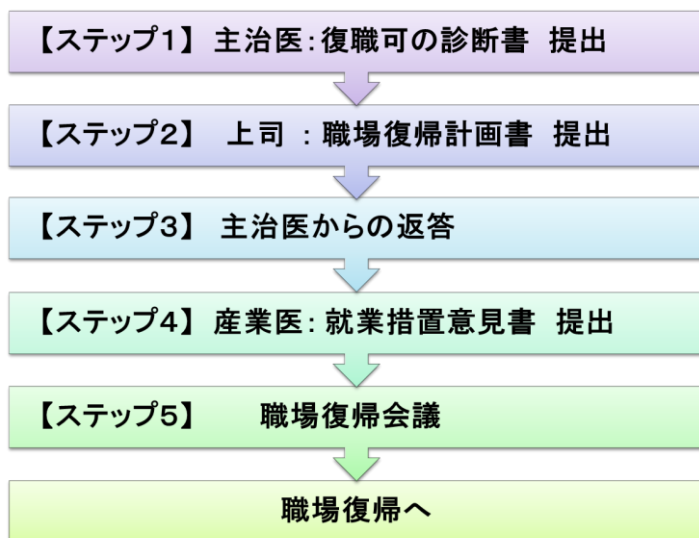 【ステップ1】 主治医：復職可の診断書 提出
【ステップ2】 上司 ：職場復帰計画書 提出
【ステップ3】 主治医からの返答
【ステップ4】 産業医：就業措置意見書 提出
【ステップ5】 職場復帰会議
職場復帰へ